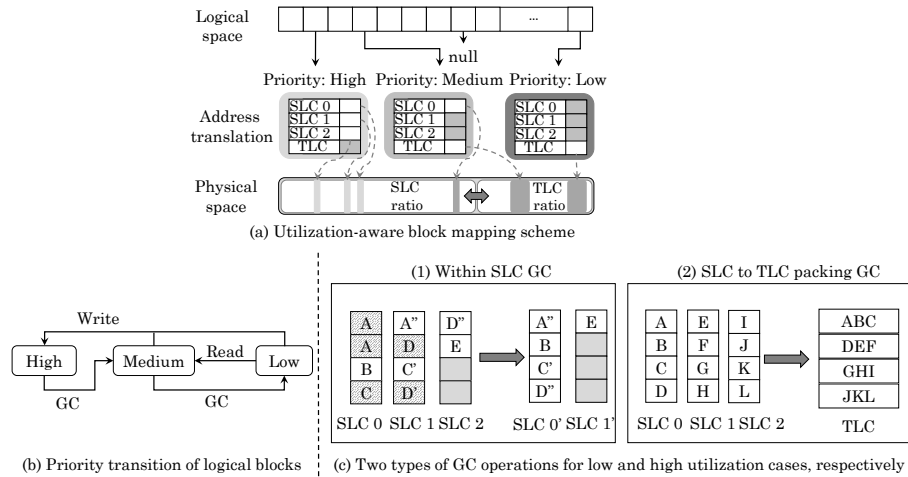 Logical
space
...
null
Priority: High Priority: Medium Priority: Low
Address
translation
SLC 0
SLC 1
SLC 2
TLC
SLC 0
SLC 1
SLC 2
TLC
SLC 0
SLC 1
SLC 2
TLC
Physical
space
SLC
ratio
TLC
ratio
(a) Utilization-aware block mapping scheme
Write
High
Medium
Read
Low
GC
GC
(b) Priority transition of logical blocks
(1) Within SLC GC
A A" D"
A D E
B C'
C D'
SLC 0 SLC 1 SLC 2
A" E
B
C'
D"
SLC 0' SLC 1'
(2) SLC to TLC packing GC
A E I
B F J
C G K
D H L
SLC 0 SLC 1 SLC 2
ABC
DEF
GHI
JKL
TLC
(c) Two types of GC operations for low and high utilization cases, respectively